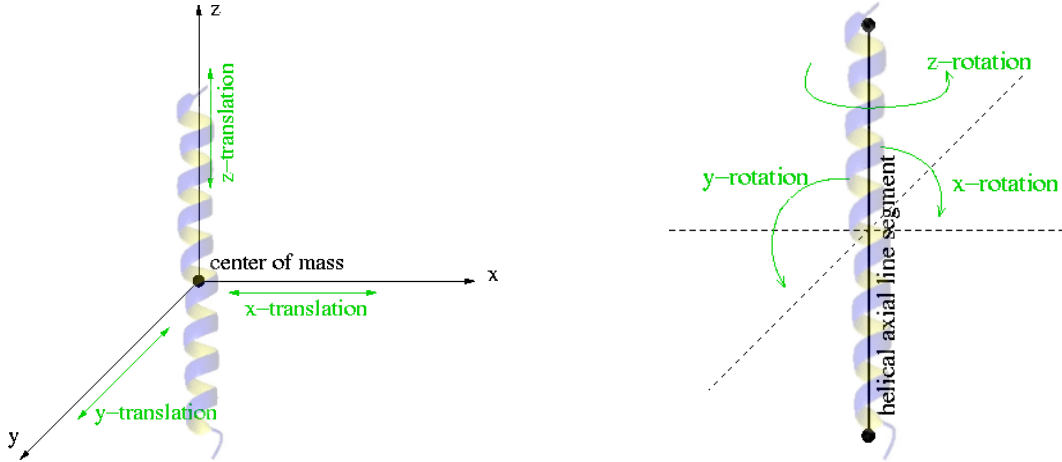 z
z-translation
center of mass
x
x-translation
y-translation
y
z-rotation
y-rotation
x-rotation
helical axial line segment